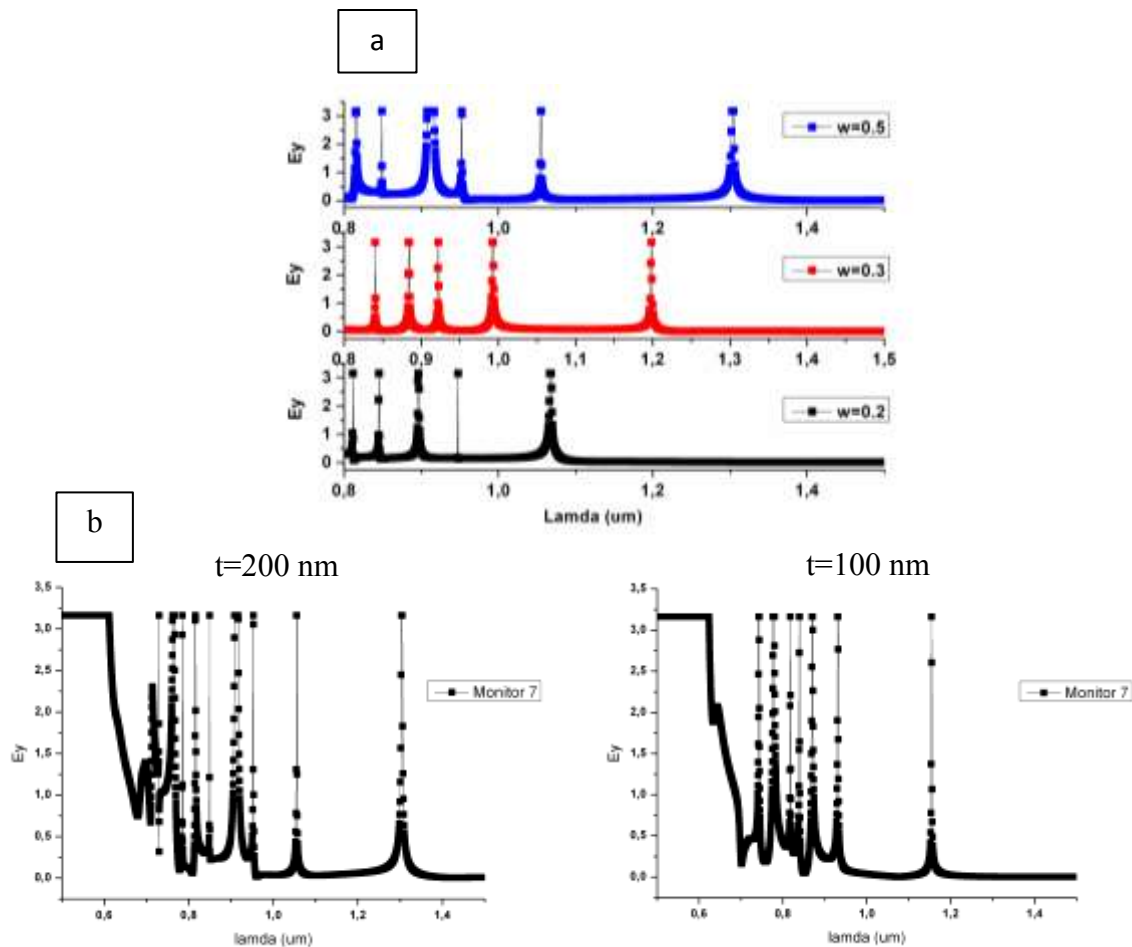 a
3
2
1
0
Ey
w=0.5
0,8 1,0 1,2 1,4
3
2
1
0
Ey
w=0.3
0,8 0,9 1,0 1,1 1,2 1,3 1,5
3
2
1
0
Ey
w=0.2
0,8 1,0 1,2 1,4
Lamda (um)
b
t=200 nm
3,5
3,0
2,5
2,0
1,5
1,0
0,5
0,0
Ey
Monitor 7
0,6 0,8 1,0 1,2 1,4
lamda (um)
t=100 nm
3,5
3,0
2,5
2,0
1,5
1,0
0,5
0,0
Ey
Monitor 7
0,6 0,8 1,0 1,2 1,4
lamda (um)